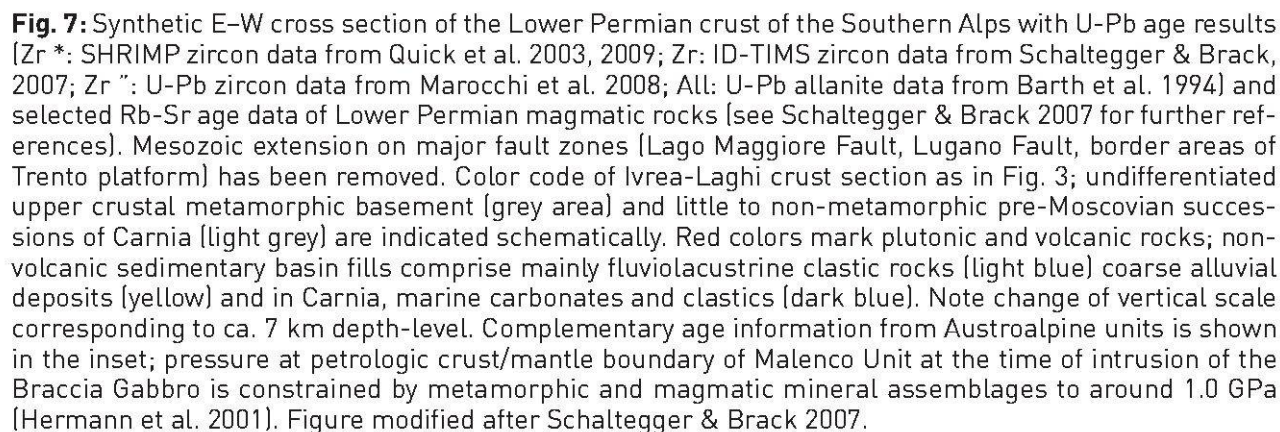 Fig. 7: Synthetic E–W cross section of the Lower Permian crust of the Southern Alps with U-Pb age results
(Zr *: SHRIMP zircon data from Quick et al. 2003, 2009; Zr: ID-TIMS zircon data from Schaltegger & Brack,
2007; Zr ˝: U-Pb zircon data from Marocchi et al. 2008; All: U-Pb allanite data from Barth et al. 1994) and
selected Rb-Sr age data of Lower Permian magmatic rocks (see Schaltegger & Brack 2007 for further ref-
erences). Mesozoic extension on major fault zones (Lago Maggiore Fault, Lugano Fault, border areas of
Trento platform) has been removed. Color code of Ivrea-Laghi crust section as in Fig. 3; undifferentiated
upper crustal metamorphic basement (grey area) and little to non-metamorphic pre-Moscovian succes-
sions of Carnia (light grey) are indicated schematically. Red colors mark plutonic and volcanic rocks; non-
volcanic sedimentary basin fills comprise mainly fluviolacustrine clastic rocks (light blue) coarse alluvial
deposits (yellow) and in Carnia, marine carbonates and clastics (dark blue). Note change of vertical scale
corresponding to ca. 7 km depth-level. Complementary age information from Austroalpine units is shown
in the inset; pressure at petrologic crust/mantle boundary of Malenco Unit at the time of intrusion of the
Braccia Gabbro is constrained by metamorphic and magmatic mineral assemblages to around 1.0 GPa
(Hermann et al. 2001). Figure modified after Schaltegger & Brack 2007.